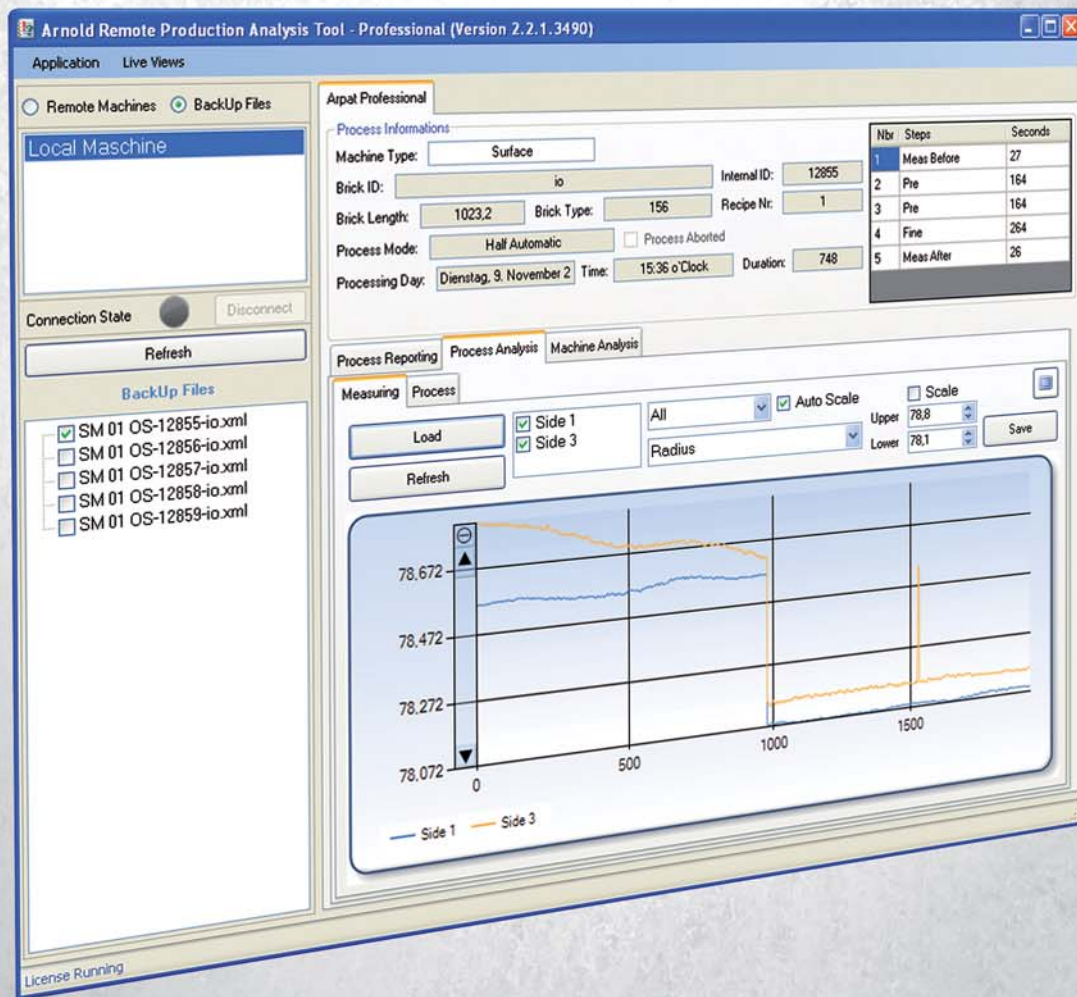 Arnold Remote Production Analysis Tool - Professional (Version 2.2.1.3490)
Application Live Views
Remote Machines BackUp Files
Local Maschine
Connection State Disconnect
Refresh
BackUp Files
SM 01 OS-12855-io.xml
SM 01 OS-12856-io.xml
SM 01 OS-12857-io.xml
SM 01 OS-12858-io.xml
SM 01 OS-12859-io.xml
License Running
Arpat Professional
Process Informations
Machine Type: Surface
Brick ID: io Internal ID: 12855
Brick Length: 1023,2 Brick Type: 156 Recipe Nr: 1
Process Mode: Half Automatic Process Aborted
Processing Day: Dienstag, 9. November 2 Time: 15:36 o'Clock Duration: 748
Nbr Steps Seconds
1 Meas Before 27
2 Pre 164
3 Pre 164
4 Fine 264
5 Meas After 26
Process Reporting Process Analysis Machine Analysis
Measuring Process
Load
Refresh
Side 1
Side 3
All
Radius
Auto Scale
Scale
Upper 78,8
Lower 78,1
Save
78,672
78,472
78,272
78,072
0 500 1000 1500
Side 1 Side 3